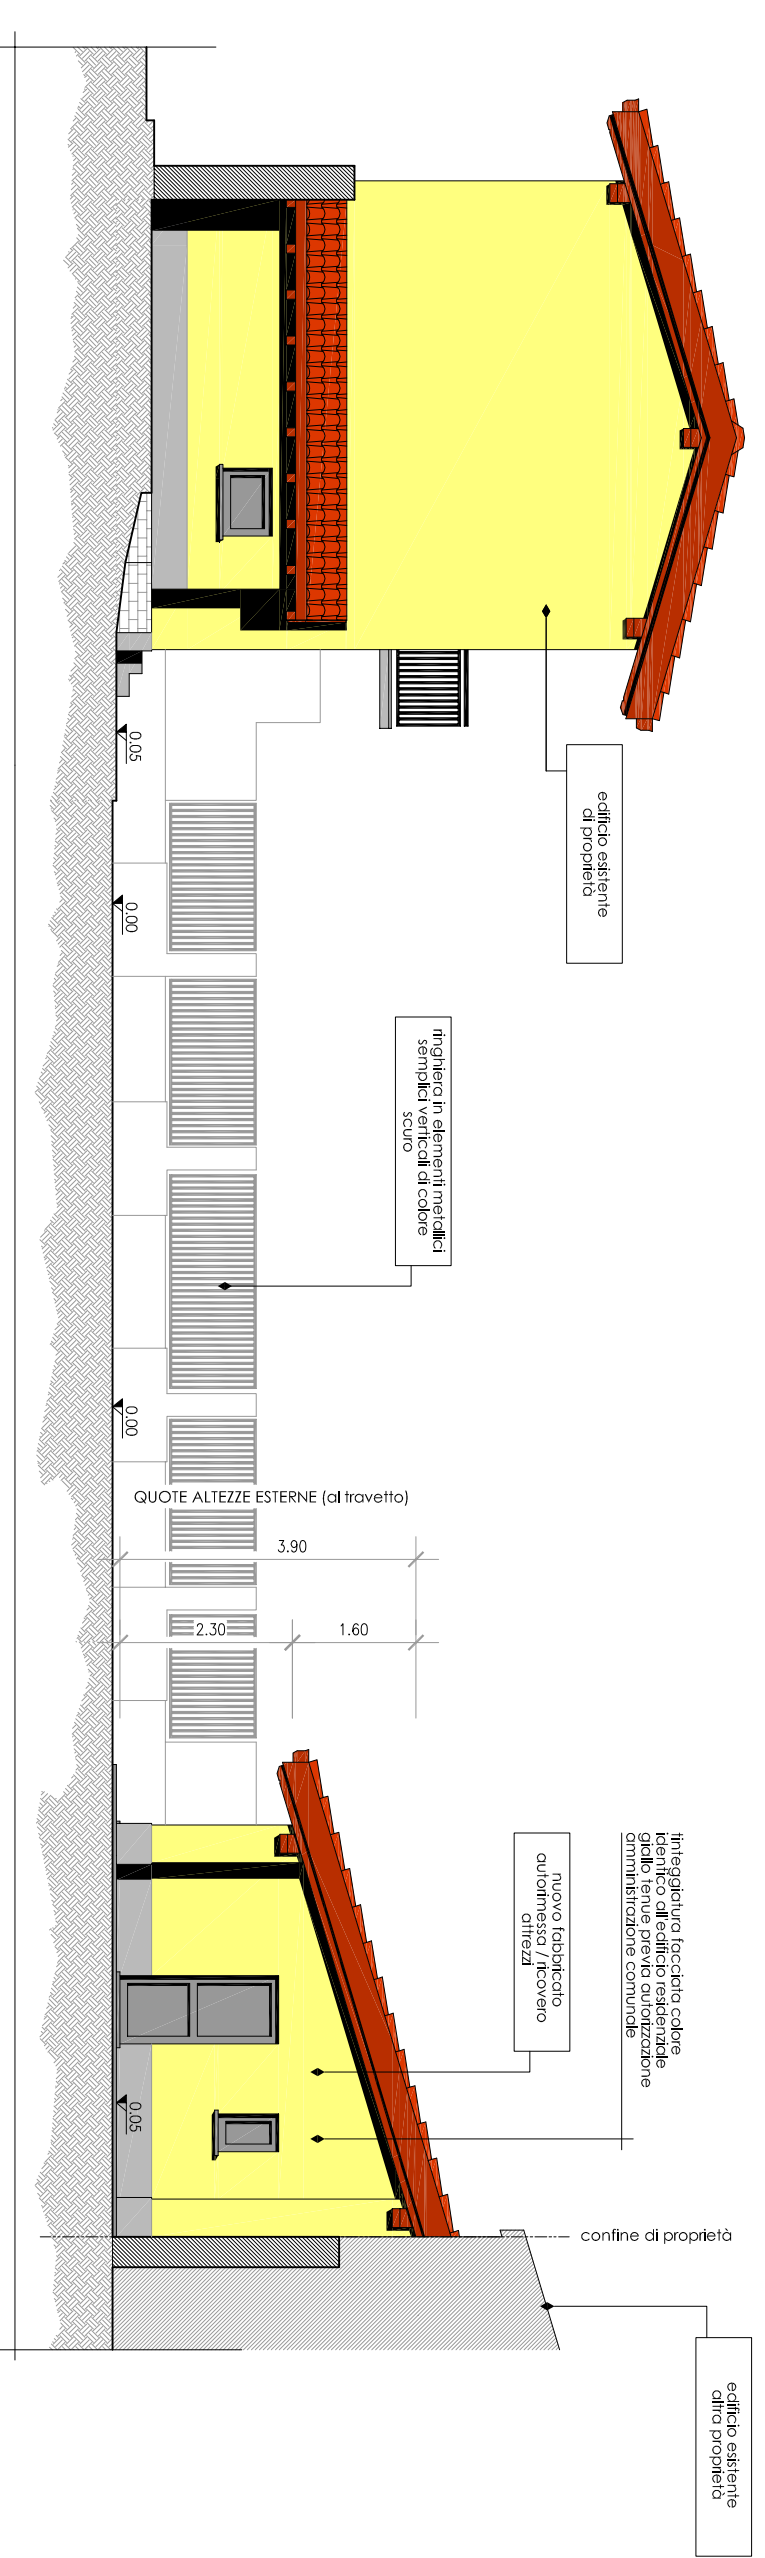 edificio esistente
di proprietà
0.05
0.00
ringhiera in elementi metallici
semplici verticali di colore
scuro
0.00
QUOTE ALTEZZE ESTERNE (al travetto)
3.90
2.30
1.60
nuovo fabbricato
autorimessa / ricovero
attrezzi
tinteggiatura facciata colore
identico all'edificio residenziale
giallo tenue previa autorizzazione
amministrazione comunale
0.05
confine di proprietà
edificio esistente
altra proprietà